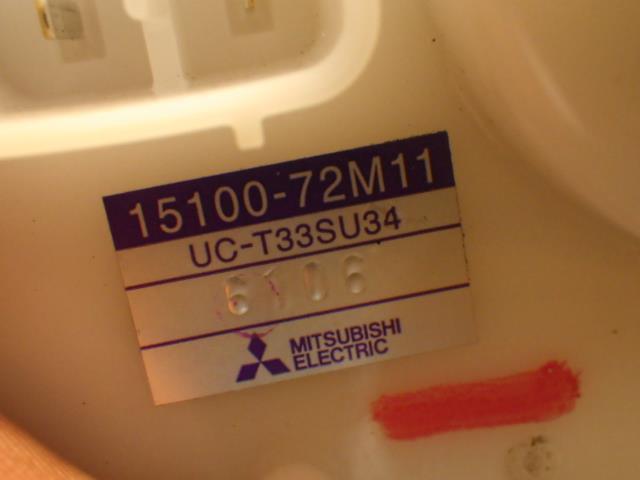 15100-72M11
UC-T33SU34
6106
MITSUBISHI
ELECTRIC